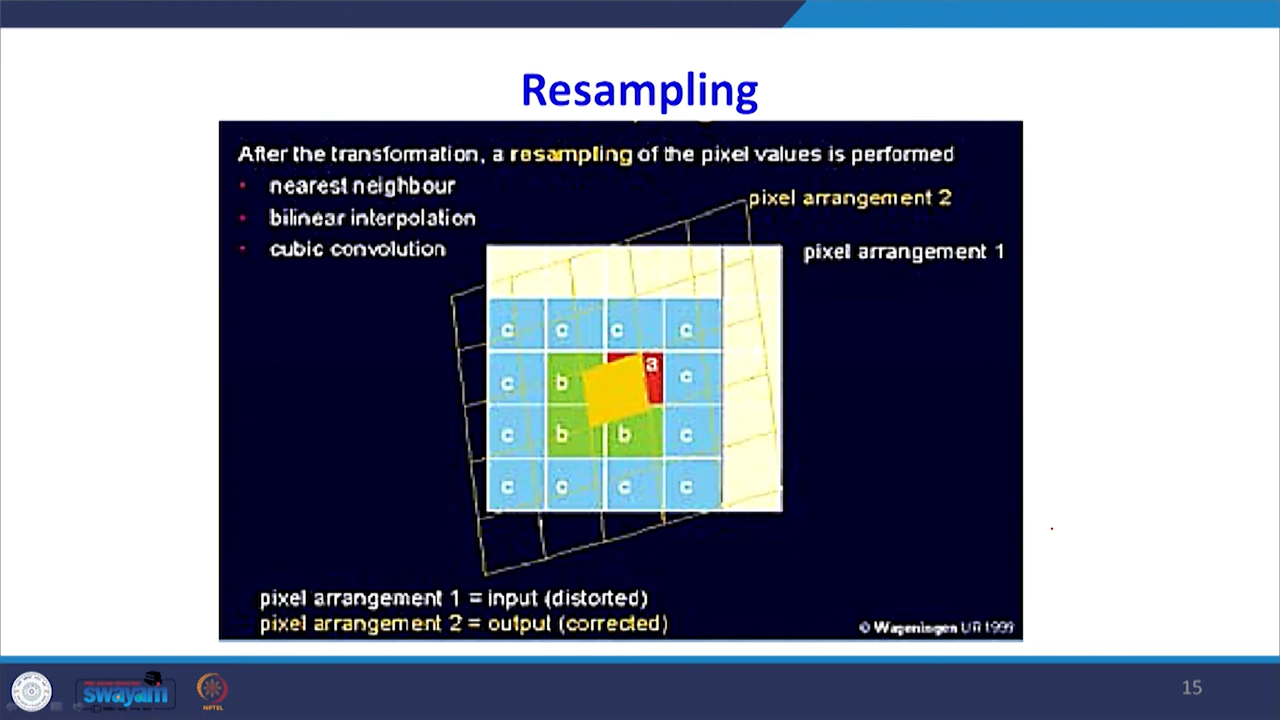 Resampling
After the transformation, a resampling of the pixel values is performed
• nearest neighbour
• bilinear interpolation
• cubic convolution
pixel arrangement 2
pixel arrangement 1
c c c c
c b a c
c b b c
c c c c
pixel arrangement 1 = input (distorted)
pixel arrangement 2 = output (corrected)
© Wageningen UR 1999
swayam
NPTEL
15